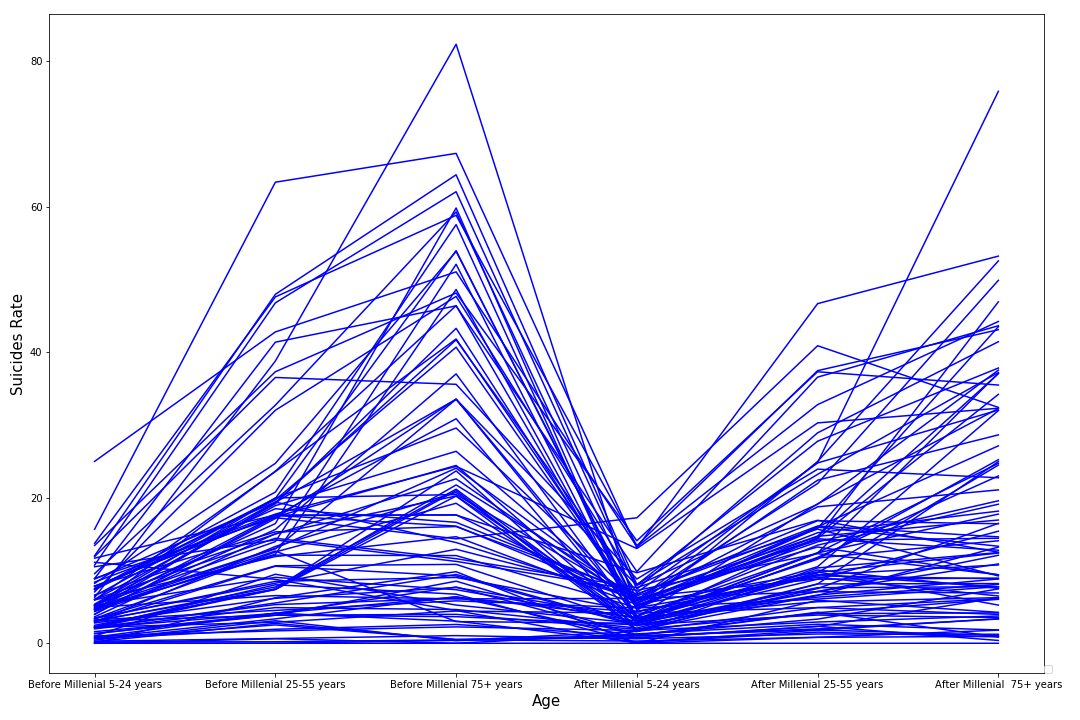 80
60
40
20
0
Suicides Rate
Before Millenial 5-24 years
Before Millenial 25-55 years
Before Millenial 75+ years
After Millenial 5-24 years
After Millenial 25-55 years
After Millenial  75+ years
Age